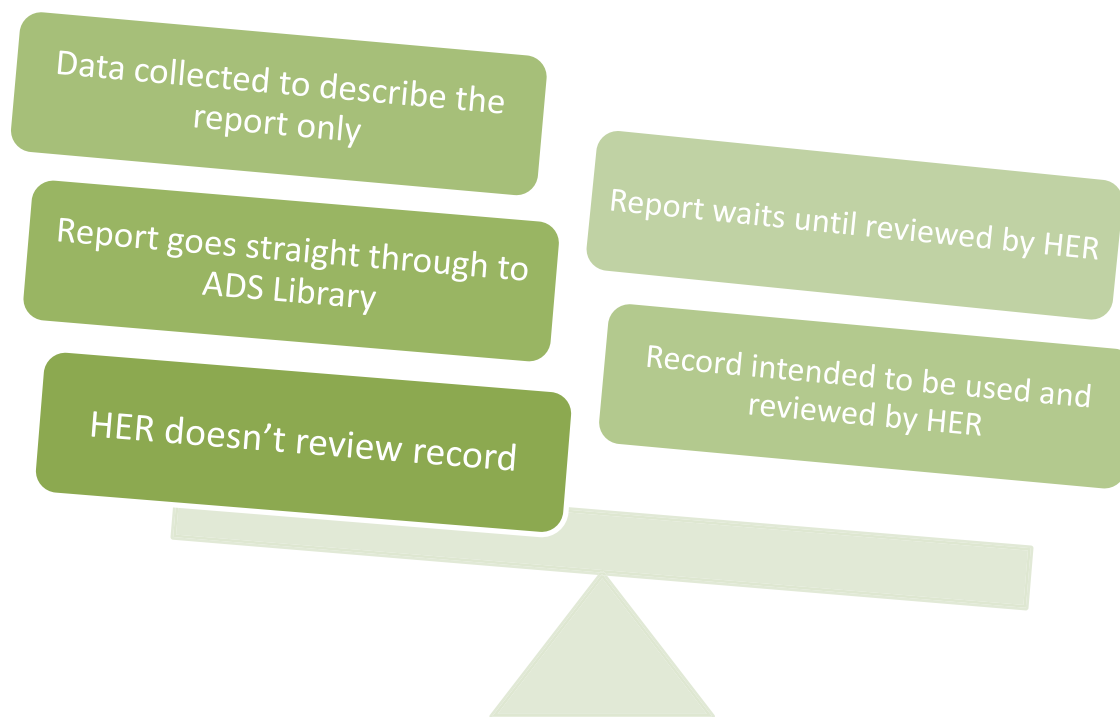 Data collected to describe the
report only
Report goes straight through to
ADS Library
HER doesn’t review record
Report waits until reviewed by HER
Record intended to be used and
reviewed by HER